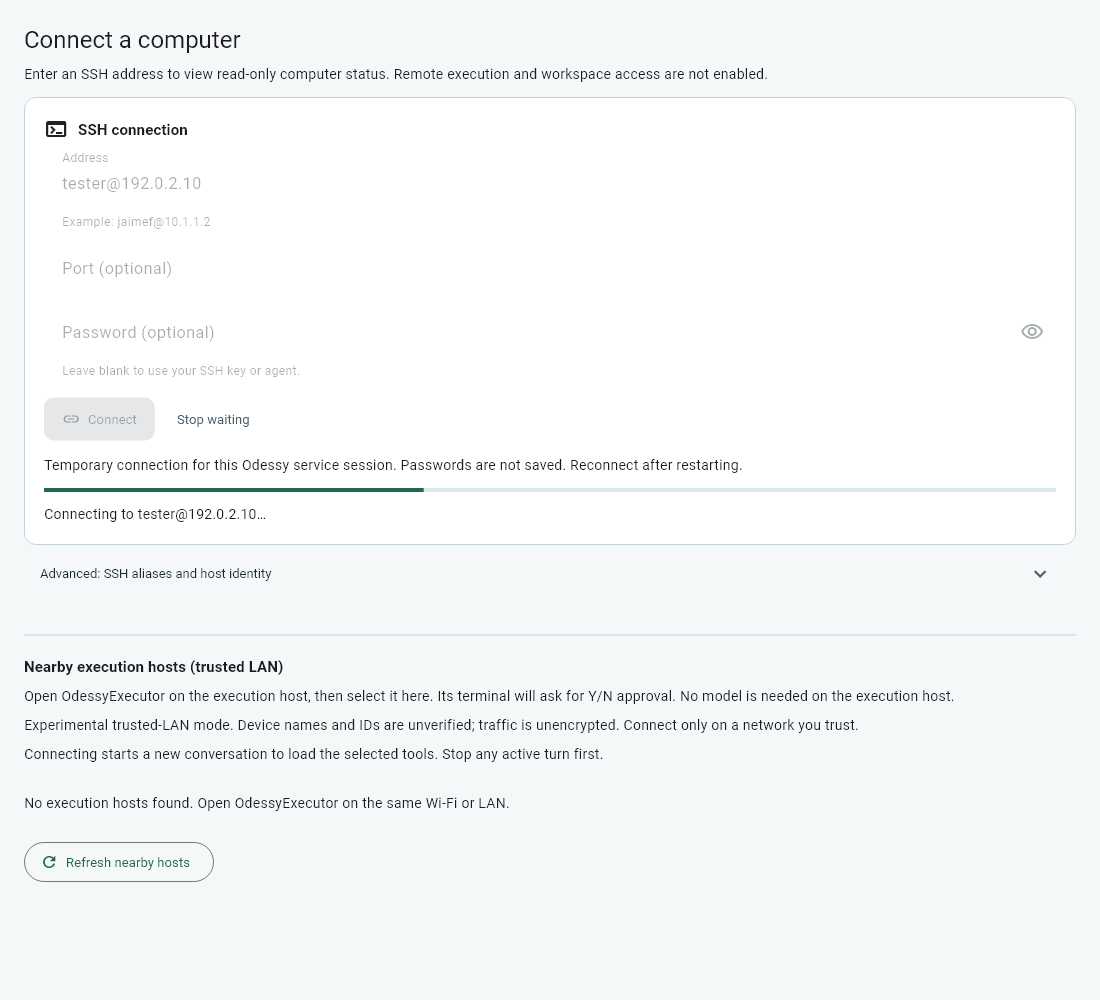 Connect a computer
Enter an SSH address to view read-only computer status. Remote execution and workspace access are not enabled.
SSH connection
Address
tester@192.0.2.10
Example: jaimef@10.1.1.2
Port (optional)
Password (optional)
Leave blank to use your SSH key or agent.
Connect
Stop waiting
Temporary connection for this Odessy service session. Passwords are not saved. Reconnect after restarting.
Connecting to tester@192.0.2.10…
Advanced: SSH aliases and host identity
Nearby execution hosts (trusted LAN)
Open OdessyExecutor on the execution host, then select it here. Its terminal will ask for Y/N approval. No model is needed on the execution host.
Experimental trusted-LAN mode. Device names and IDs are unverified; traffic is unencrypted. Connect only on a network you trust.
Connecting starts a new conversation to load the selected tools. Stop any active turn first.
No execution hosts found. Open OdessyExecutor on the same Wi-Fi or LAN.
Refresh nearby hosts